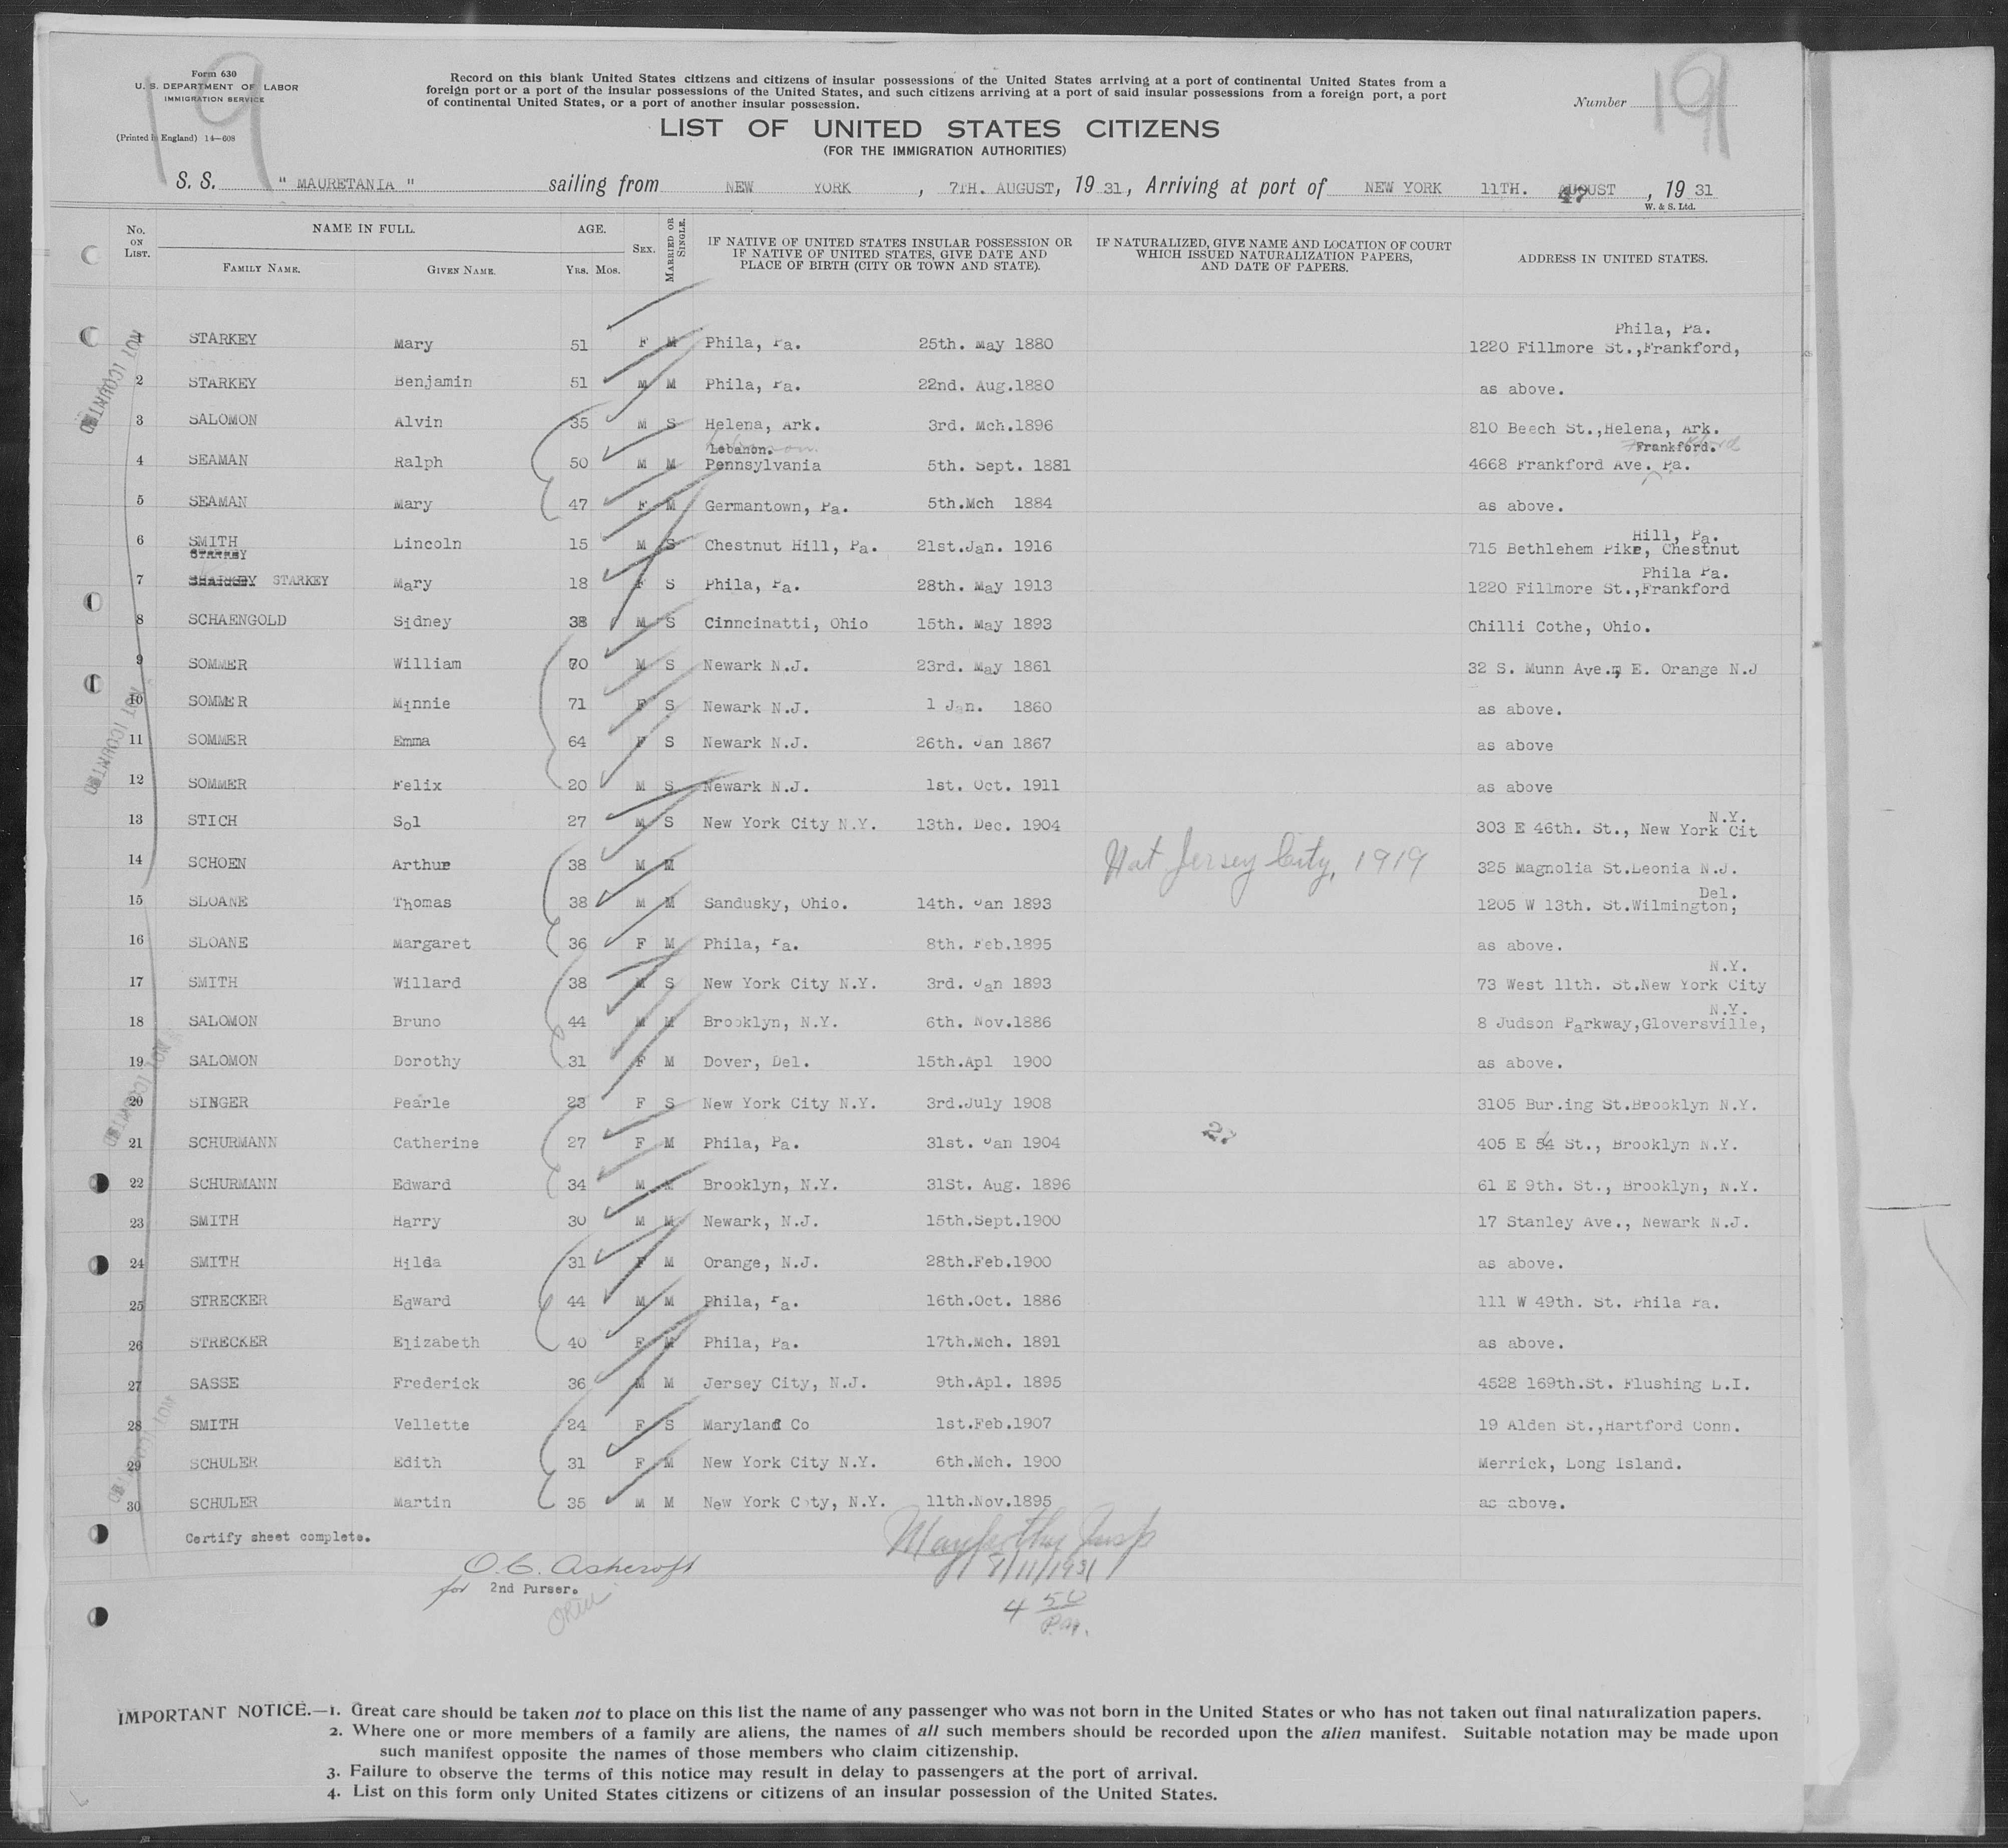 19
Form 630
U. S. DEPARTMENT OF LABOR
IMMIGRATION SERVICE
(Printed in England) 14—608
Record on this blank United States citizens and citizens of insular possessions of the United States arriving at a port of continental United States from a
foreign port or a port of the insular possessions of the United States, and such citizens arriving at a port of said insular possessions from a foreign port, a port
of continental United States, or a port of another insular possession.
Number 191
LIST OF UNITED STATES CITIZENS
(FOR THE IMMIGRATION AUTHORITIES)
S. S. " MAURETANIA " sailing from NEW YORK , 7TH. AUGUST, 19 31, Arriving at port of NEW YORK 11TH. AUGUST , 19 31
47
W. & S. Ltd.
No. ON LIST. NAME IN FULL. AGE. SEX. MARRIED OR SINGLE. IF NATIVE OF UNITED STATES INSULAR POSSESSION OR IF NATIVE OF UNITED STATES, GIVE DATE AND PLACE OF BIRTH (CITY OR TOWN AND STATE). IF NATURALIZED, GIVE NAME AND LOCATION OF COURT WHICH ISSUED NATURALIZATION PAPERS, AND DATE OF PAPERS. ADDRESS IN UNITED STATES.
FAMILY NAME. GIVEN NAME. YRS. MOS.
Phila, Pa.
1 STARKEY Mary 51 F M Phila, Pa. 25th. May 1880 1220 Fillmore St.,Frankford,
2 STARKEY Benjamin 51 M M Phila, Pa. 22nd. Aug.1880 as above.
3 SALOMON Alvin 35 M S Helena, Ark. 3rd. Mch.1896 810 Beech St.,Helena, Ark.
Lebanon. Frankford.
4 SEAMAN Ralph 50 M M Pennsylvania 5th. Sept. 1881 4668 Frankford Ave. Pa.
5 SEAMAN Mary 47 F M Germantown, Pa. 5th.Mch 1884 as above.
Hill, Pa.
6 SMITH Lincoln 15 M S Chestnut Hill, Pa. 21st.Jan. 1916 715 Bethlehem Pike, Chestnut
STARKEY
Phila Pa.
7 STARKEY Mary 18 F S Phila, Pa. 28th. May 1913 1220 Fillmore St.,Frankford
8 SCHAENGOLD Sidney 38 M S Cinncinatti, Ohio 15th. May 1893 Chilli Cothe, Ohio.
9 SOMMER William 70 M S Newark N.J. 23rd. May 1861 32 S. Munn Ave., E. Orange N.J
10 SOMMER Minnie 71 F S Newark N.J. 1 Jan. 1860 as above.
11 SOMMER Emma 64 F S Newark N.J. 26th. Jan 1867 as above
12 SOMMER Felix 20 M S Newark N.J. 1st. Oct. 1911 as above
N.Y.
13 STICH Sol 27 M S New York City N.Y. 13th. Dec. 1904 303 E 46th. St., New York Cit
14 SCHOEN Arthur 38 M M Nat Jersey City, 1919 325 Magnolia St.Leonia N.J.
Del.
15 SLOANE Thomas 38 M M Sandusky, Ohio. 14th. Jan 1893 1205 W 13th. St.Wilmington,
16 SLOANE Margaret 36 F M Phila, Pa. 8th. Feb.1895 as above.
N.Y.
17 SMITH Willard 38 M S New York City N.Y. 3rd. Jan 1893 73 West 11th. St.New York City
N.Y.
18 SALOMON Bruno 44 M M Brooklyn, N.Y. 6th. Nov.1886 8 Judson Parkway,Gloversville,
19 SALOMON Dorothy 31 F M Dover, Del. 15th.Apl 1900 as above.
20 SINGER Pearle 23 F S New York City N.Y. 3rd.July 1908 3105 Bur.ing St.Brooklyn N.Y.
21 SCHURMANN Catherine 27 F M Phila, Pa. 31st. Jan 1904 27 405 E 54 St., Brooklyn N.Y.
22 SCHURMANN Edward 34 M M Brooklyn, N.Y. 31St. Aug. 1896 61 E 9th. St., Brooklyn, N.Y.
23 SMITH Harry 30 M M Newark, N.J. 15th.Sept.1900 17 Stanley Ave., Newark N.J.
24 SMITH Hilda 31 F M Orange, N.J. 28th.Feb.1900 as above.
25 STRECKER Edward 44 M M Phila, Pa. 16th.Oct. 1886 111 W 49th. St. Phila Pa.
26 STRECKER Elizabeth 40 F M Phila, Pa. 17th.Mch. 1891 as above.
27 SASSE Frederick 36 M M Jersey City, N.J. 9th.Apl. 1895 4528 169th.St. Flushing L.I.
28 SMITH Vellette 24 F S Maryland Co 1st.Feb.1907 19 Alden St.,Hartford Conn.
29 SCHULER Edith 31 F M New York City N.Y. 6th.Mch. 1900 Merrick, Long Island.
30 SCHULER Martin 35 M M New York City, N.Y. 11th.Nov.1895 as above.
Certify sheet complete.
O. C. Ashcroft
for 2nd Purser.
8/11/1931
4 50
P.M.
IMPORTANT NOTICE.—1. Great care should be taken not to place on this list the name of any passenger who was not born in the United States or who has not taken out final naturalization papers.
2. Where one or more members of a family are aliens, the names of all such members should be recorded upon the alien manifest. Suitable notation may be made upon
such manifest opposite the names of those members who claim citizenship.
3. Failure to observe the terms of this notice may result in delay to passengers at the port of arrival.
4. List on this form only United States citizens or citizens of an insular possession of the United States.